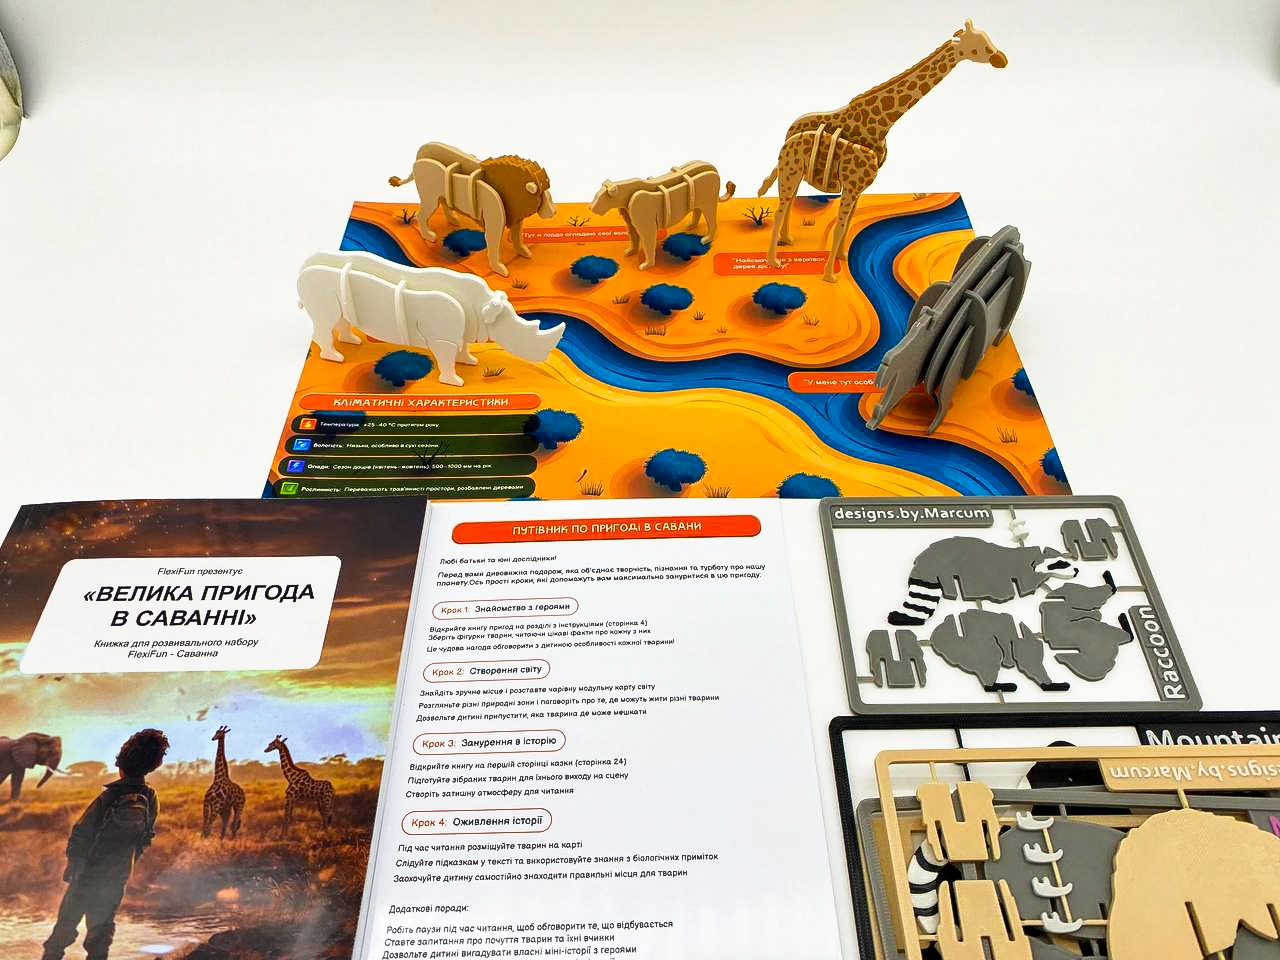 "Тут я гордо оглядаю свої
"Найсмач
з верхівок
дерев
"У мене тут особ
КЛІМАТИЧНІ ХАРАКТЕРИСТИКИ
Температура: +25-40 °C протягом року
Вологість: Низька, особливо в сухі сезони
Опади: Сезон дощів (квітень-жовтень) 500-1000 мм на рік
Рослинність: Переважають трав'янисті простори, розбавлені деревами
FlexiFun презентує
«ВЕЛИКА ПРИГОДА
В САВАННІ»
Книжка для розвивального набору
FlexiFun - Саванна
ПУТІВНИК ПО ПРИГОДІ В САВАНИ
Любі батьки та юні дослідники!
Перед вами дивовижна подорож, яка об'єднає творчість, пізнання та турботу про нашу
планету.Ось прості кроки, які допоможуть вам максимально зануритися в цю пригоду:
Крок 1: Знайомство з героями
Відкрийте книгу пригод на розділі з інструкціями (сторінка 4)
Зберіть фігурки тварин, читаючи цікаві факти про кожну з них
Це чудова нагода обговорити з дитиною особливості кожної тварини!
Крок 2: Створення світу
Знайдіть зручне місце і розставте чарівну модульну карту світу
Розгляньте різні природні зони і поговоріть про те, де можуть жити різні тварини
Дозвольте дитині припустити, яка тварина де може мешкати
Крок 3: Занурення в історію
Відкрийте книгу на першій сторінці казки (сторінка 24)
Підготуйте зібраних тварин для їхнього виходу на сцену
Створіть затишну атмосферу для читання
Крок 4: Оживлення історії
Під час читання розміщуйте тварин на карті
Слідуйте підказкам у тексті та використовуйте знання з біологічних приміток
Заохочуйте дитину самостійно знаходити правильні місця для тварин
Додаткові поради:
Робіть паузи під час читання, щоб обговорити те, що відбувається
Ставте запитання про почуття тварин та їхні вчинки
Дозвольте дитині вигадувати власні міні-історії з героями
designs.by.Marcum
Raccoon
Mountain
designs.by.Marcum